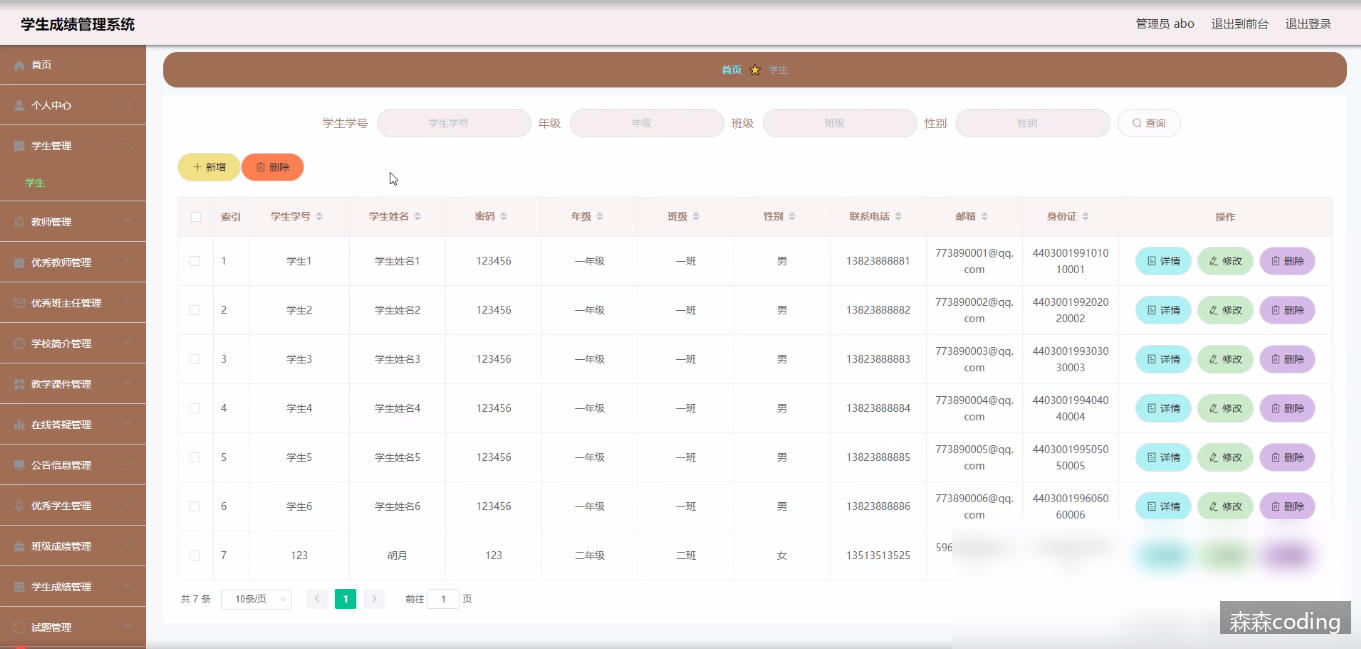 学生成绩管理系统
管理员 abo 退出到前台 退出登录
首页
个人中心
学生管理
学生
教师管理
优秀教师管理
优秀班主任管理
学校简介管理
教学课件管理
在线答疑管理
公告信息管理
优秀学生管理
班级成绩管理
学生成绩管理
试题管理
首页 学生
学生学号 学生学号 年级 年级 班级 班级 性别 性别 查询
新增 删除
索引 学生学号 学生姓名 密码 年级 班级 性别 联系电话 邮箱 身份证 操作
1 学生1 学生姓名1 123456 一年级 一班 男 13823888881 773890001@qq.com 440300199101010001 详情 修改 删除
2 学生2 学生姓名2 123456 一年级 一班 男 13823888882 773890002@qq.com 440300199202020002 详情 修改 删除
3 学生3 学生姓名3 123456 一年级 一班 男 13823888883 773890003@qq.com 440300199303030003 详情 修改 删除
4 学生4 学生姓名4 123456 一年级 一班 男 13823888884 773890004@qq.com 440300199404040004 详情 修改 删除
5 学生5 学生姓名5 123456 一年级 一班 男 13823888885 773890005@qq.com 440300199505050005 详情 修改 删除
6 学生6 学生姓名6 123456 一年级 一班 男 13823888886 773890006@qq.com 440300199606060006 详情 修改 删除
7 123 胡月 123 二年级 二班 女 13513513525 596
共 7 条 10条/页 1 前往 1 页
森森coding